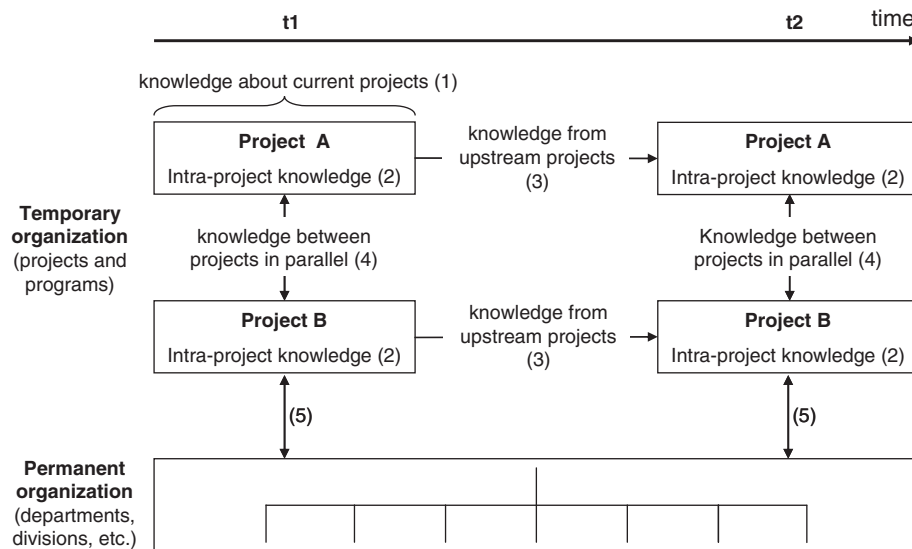 t1
t2
time
knowledge about current projects (1)
Project A
Intra-project knowledge (2)
knowledge from
upstream projects
(3)
Project A
Intra-project knowledge (2)
Temporary
organization
(projects and
programs)
knowledge between
projects in parallel (4)
Knowledge between
projects in parallel (4)
Project B
Intra-project knowledge (2)
knowledge from
upstream projects
(3)
Project B
Intra-project knowledge (2)
(5)
(5)
Permanent
organization
(departments,
divisions, etc.)